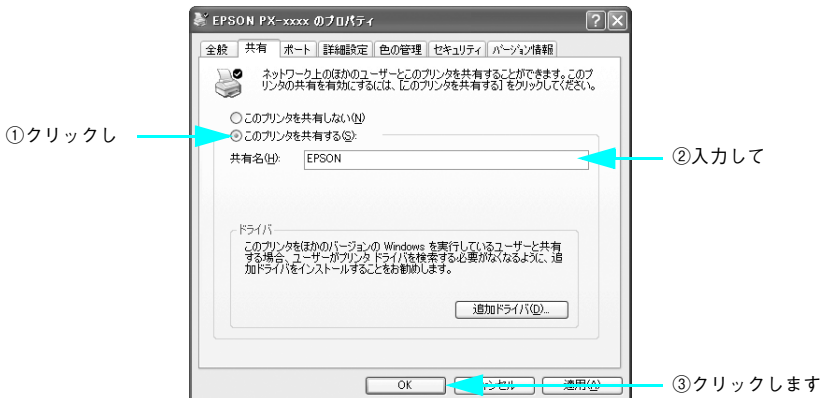 EPSON PX-xxxx のプロパティ
全般 共有 ポート 詳細設定 色の管理 セキュリティ バージョン情報
ネットワーク上のほかのユーザーとこのプリンタを共有することができます。このプ
リンタの共有を有効にするには、[このプリンタを共有する] をクリックしてください。
このプリンタを共有しない(N)
①クリックし
このプリンタを共有する(S):
共有名(H): EPSON
②入力して
ドライバ
このプリンタをほかのバージョンの Windows を実行しているユーザーと共有
する場合、ユーザーがプリンタ ドライバを検索する必要がなくなるように、追
加ドライバをインストールすることをお勧めします。
追加ドライバ(D)...
OK キャンセル 適用(A)
③クリックします